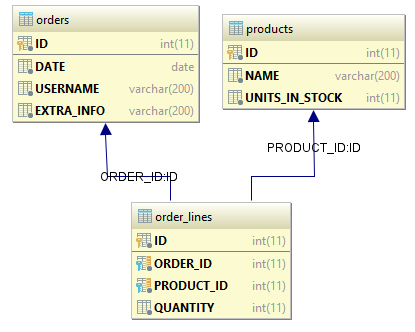 orders
ID int(11)
DATE date
USERNAME varchar(200)
EXTRA_INFO varchar(200)
products
ID int(11)
NAME varchar(200)
UNITS_IN_STOCK int(11)
ORDER_ID:ID
PRODUCT_ID:ID
order_lines
ID int(11)
ORDER_ID int(11)
PRODUCT_ID int(11)
QUANTITY int(11)